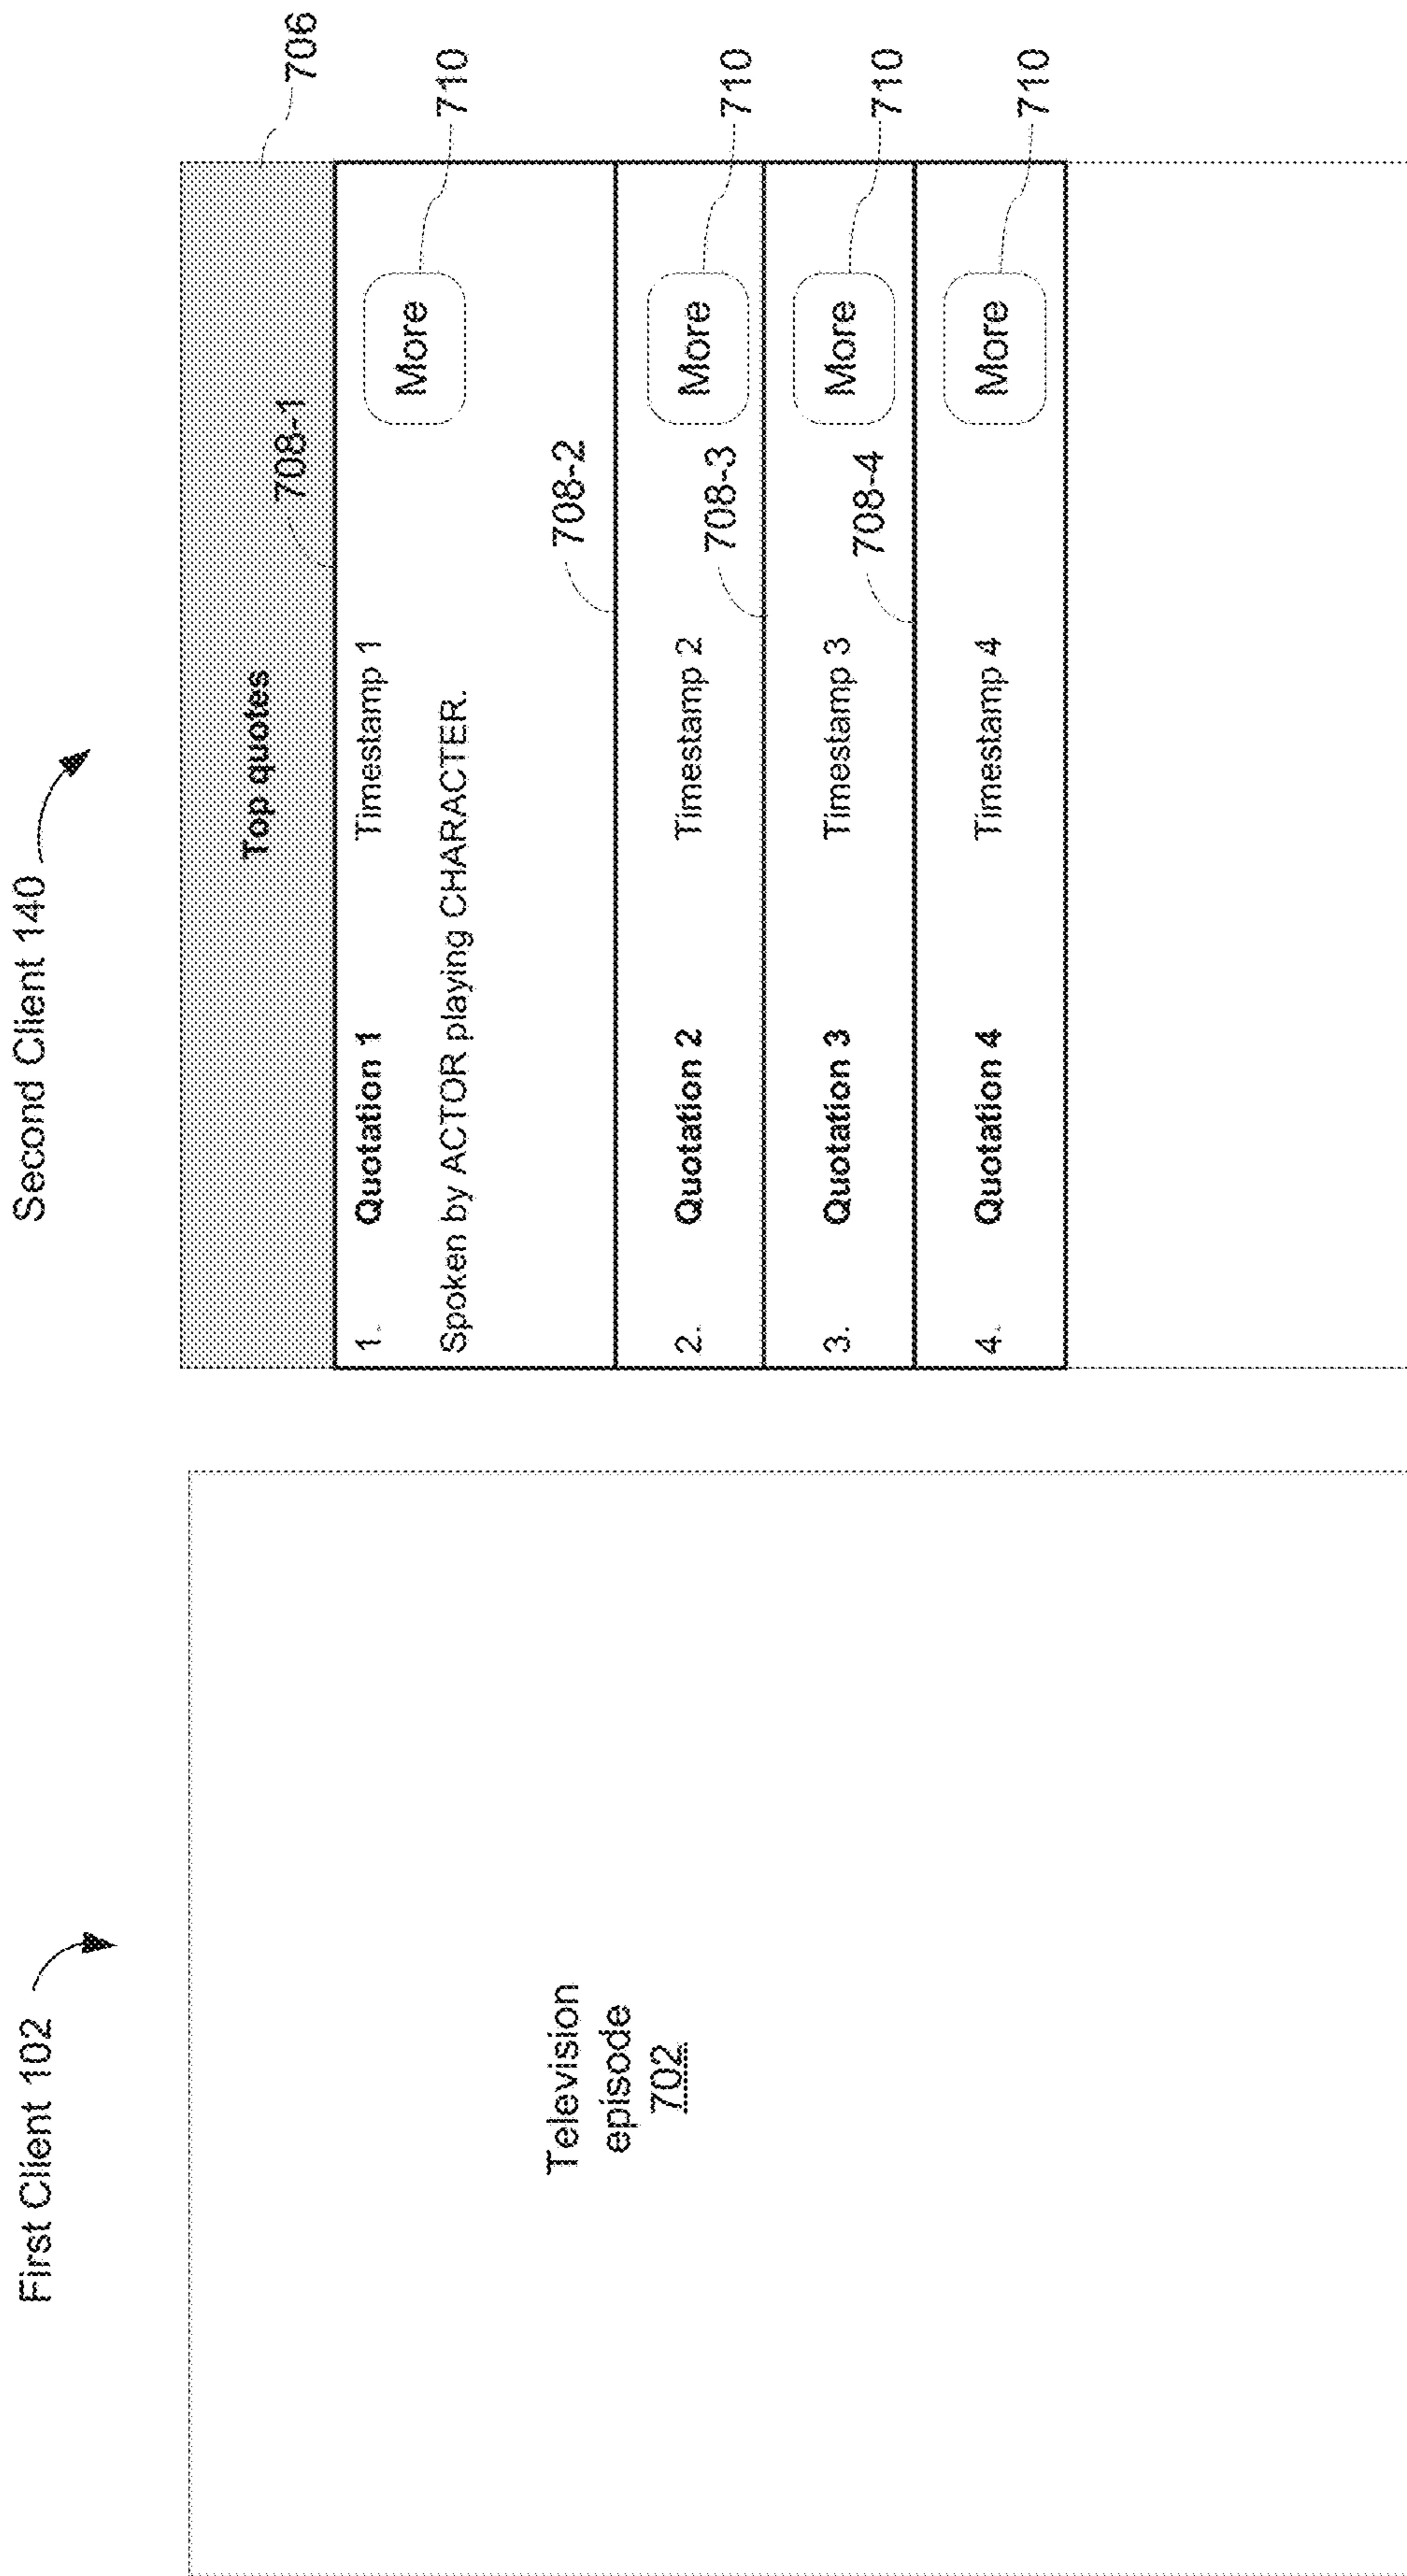 First Client 102
Television
episode
702
Second Client 140
706
Top quotes
708-1
1. Quotation 1 Timestamp 1
More 710
Spoken by ACTOR playing CHARACTER.
708-2
2. Quotation 2 Timestamp 2 More 710
708-3
3. Quotation 3 Timestamp 3 More 710
708-4
4. Quotation 4 Timestamp 4 More 710